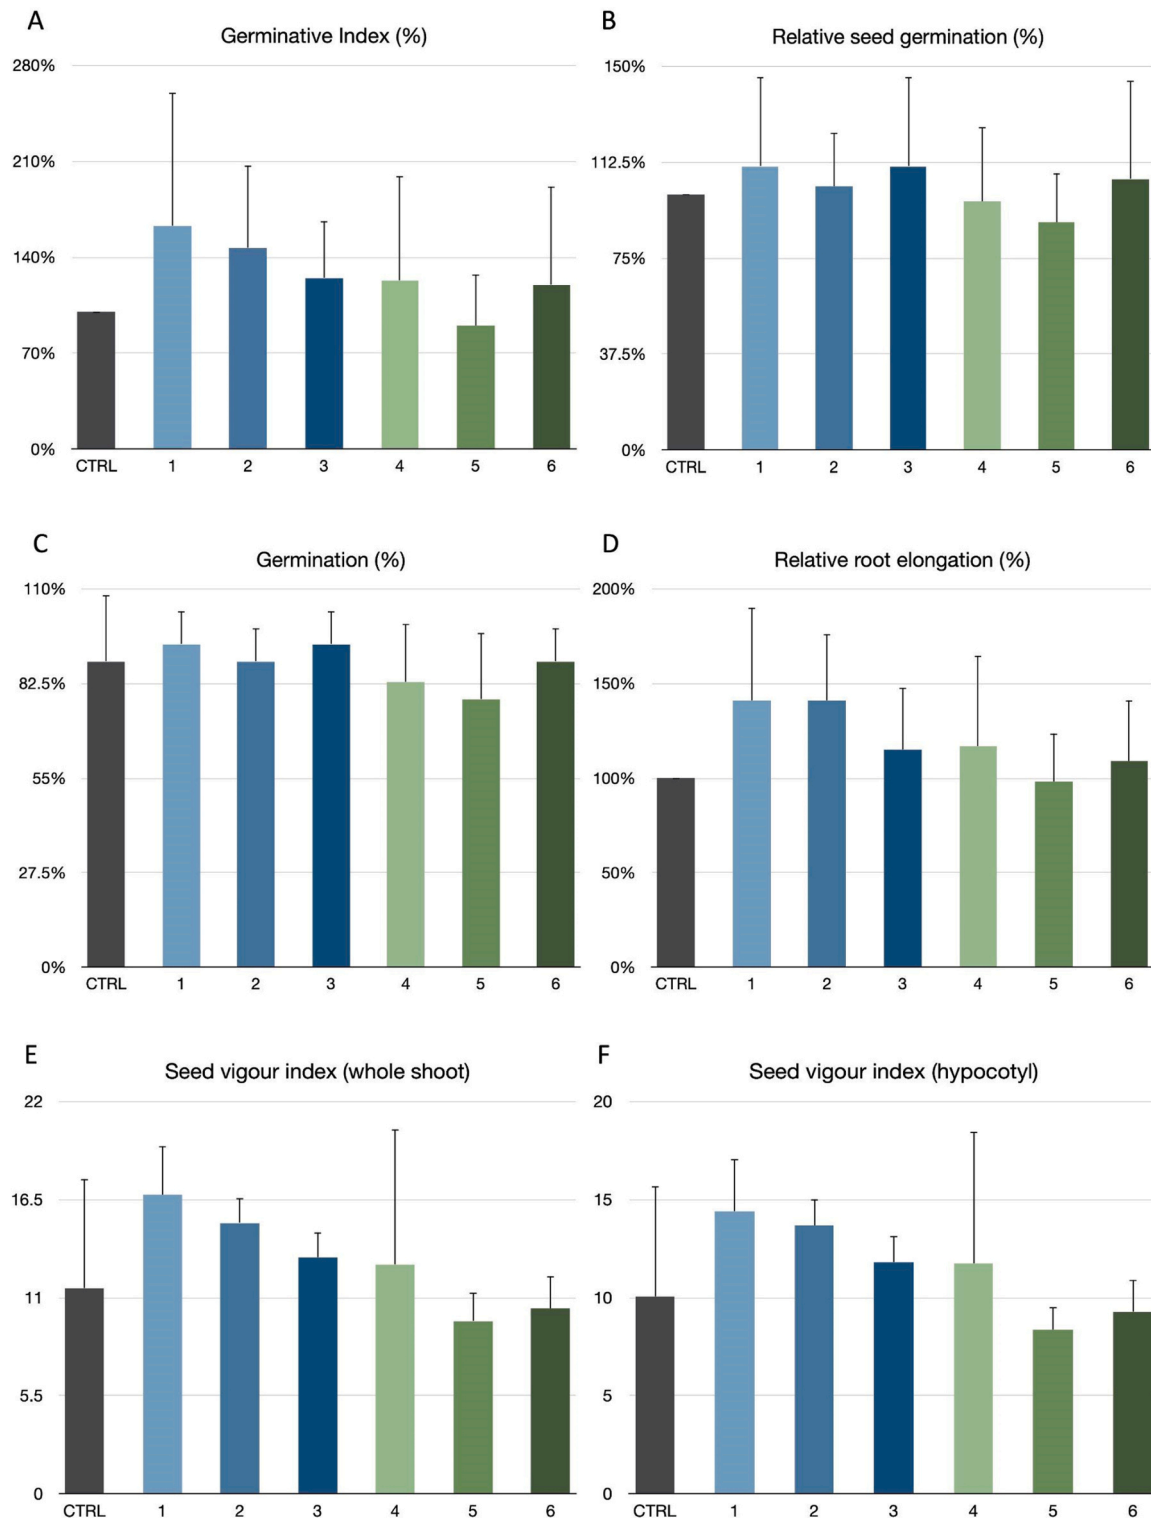 A
Germinative Index (%)
280%
210%
140%
70%
0%
CTRL 1 2 3 4 5 6
B
Relative seed germination (%)
150%
112.5%
75%
37.5%
0%
CTRL 1 2 3 4 5 6
C
Germination (%)
110%
82.5%
55%
27.5%
0%
CTRL 1 2 3 4 5 6
D
Relative root elongation (%)
200%
150%
100%
50%
0%
CTRL 1 2 3 4 5 6
E
Seed vigour index (whole shoot)
22
16.5
11
5.5
0
CTRL 1 2 3 4 5 6
F
Seed vigour index (hypocotyl)
20
15
10
5
0
CTRL 1 2 3 4 5 6